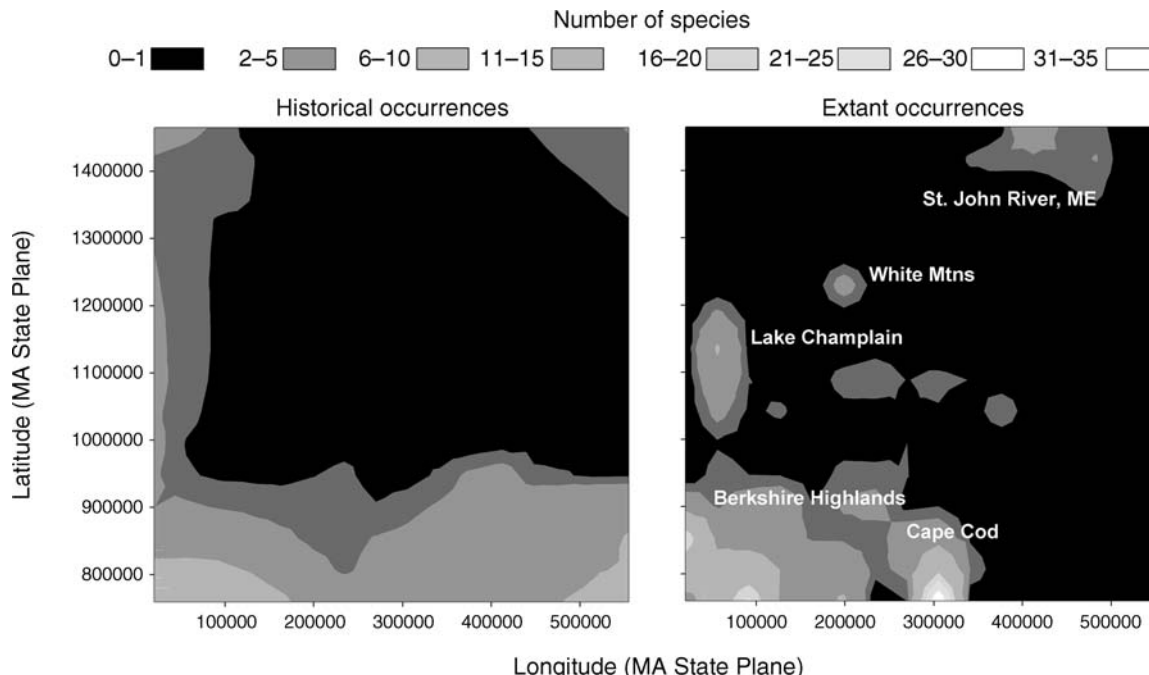 Number of species
0–1 2–5 6–10 11–15 16–20 21–25 26–30 31–35
Historical occurrences
Extant occurrences
Latitude (MA State Plane)
1400000
1300000
1200000
1100000
1000000
900000
800000
100000 200000 300000 400000 500000
St. John River, ME
White Mtns
Lake Champlain
Berkshire Highlands
Cape Cod
100000 200000 300000 400000 500000
Longitude (MA State Plane)